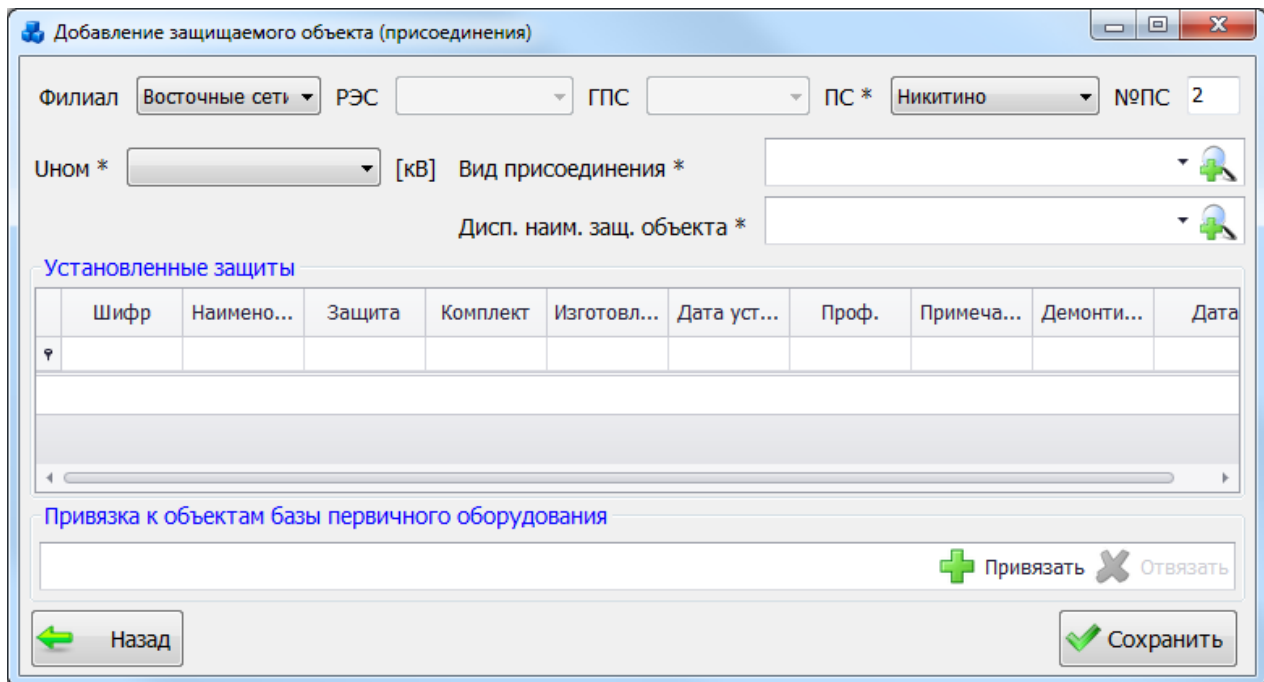 Добавление защищаемого объекта (присоединения)
Филиал Восточные сети РЭС ГПС ПС * Никитино №ПС 2
Uном * [кВ] Вид присоединения *
Дисп. наим. защ. объекта *
Установленные защиты
Шифр Наимено... Защита Комплект Изготовл... Дата уст... Проф. Примеча... Демонти... Дата
Привязка к объектам базы первичного оборудования
Привязать Отвязать
Назад Сохранить